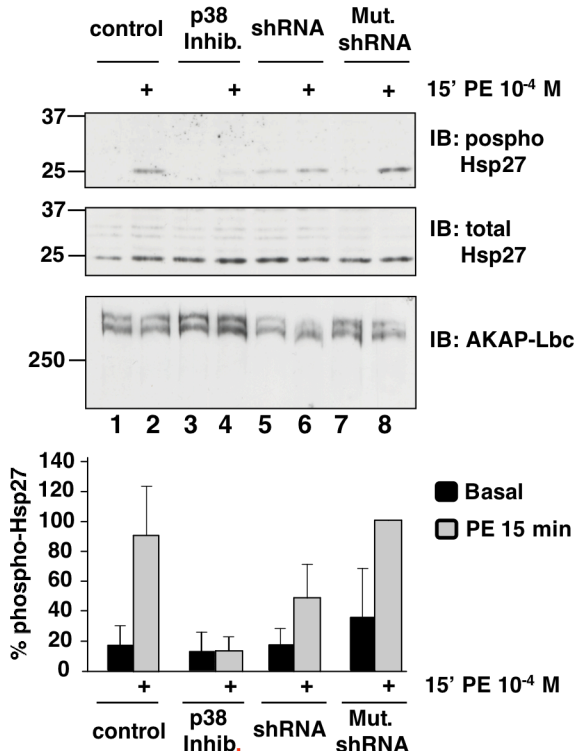 control
p38
Inhib.
shRNA
Mut.
shRNA
+ + + + 15' PE 10-4 M
37
25
IB: pospho
Hsp27
37
25
IB: total
Hsp27
250
IB: AKAP-Lbc
1 2 3 4 5 6 7 8
% phospho-Hsp27
140
120
100
80
60
40
20
0
Basal
PE 15 min
+ + + + 15' PE 10-4 M
control
p38
Inhib.
shRNA
Mut.
shRNA